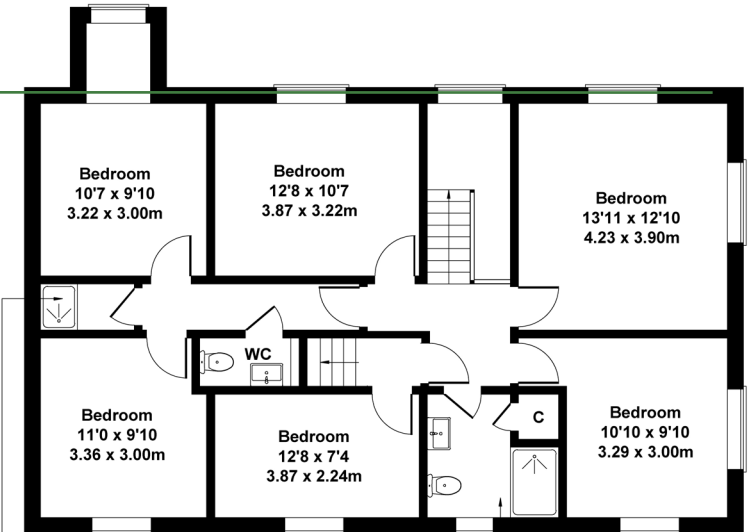 Bedroom
10'7 x 9'10
3.22 x 3.00m
Bedroom
12'8 x 10'7
3.87 x 3.22m
Bedroom
13'11 x 12'10
4.23 x 3.90m
WC
Bedroom
11'0 x 9'10
3.36 x 3.00m
Bedroom
12'8 x 7'4
3.87 x 2.24m
C
Bedroom
10'10 x 9'10
3.29 x 3.00m